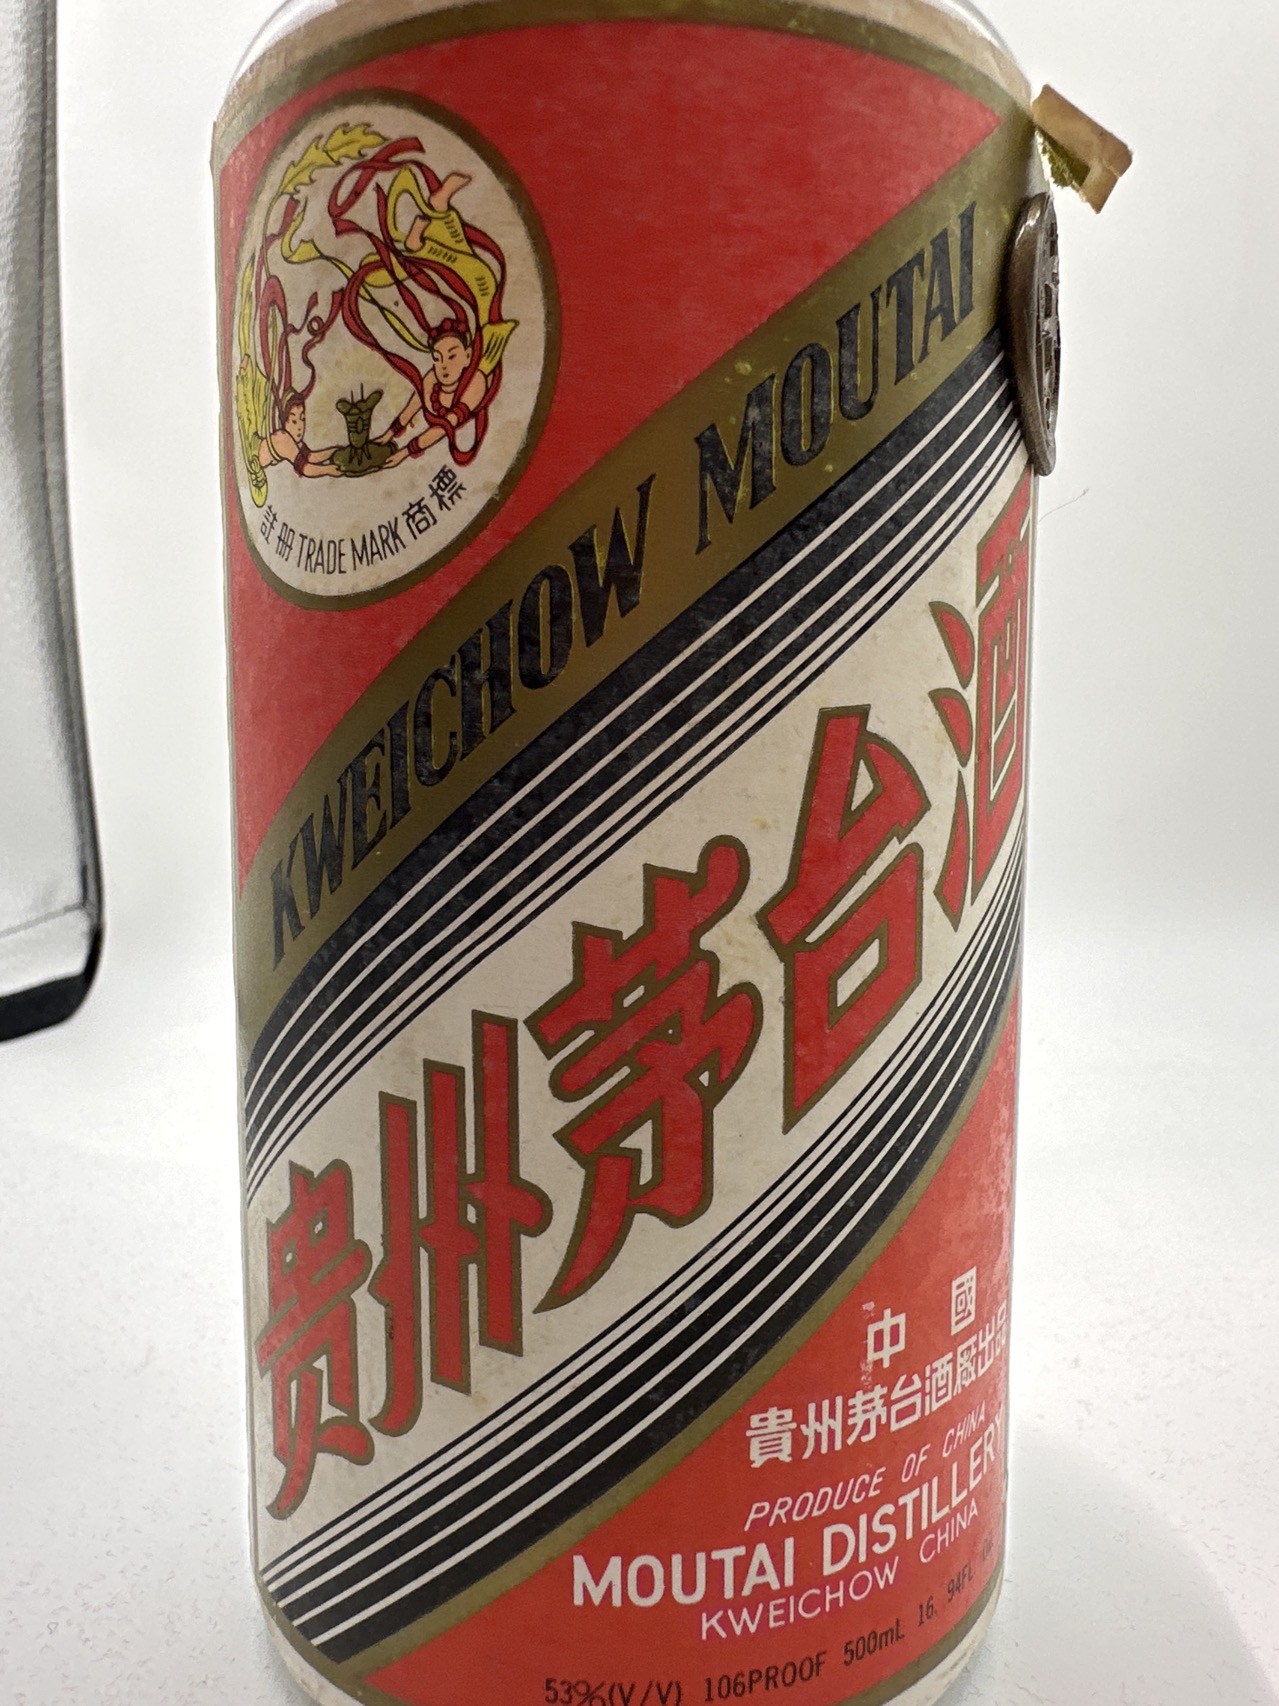 註冊 TRADE MARK 商標
KWEICHOW MOUTAI
贵州茅台酒
中國
貴州茅台酒廠出品
PRODUCE OF CHINA
MOUTAI DISTILLERY
KWEICHOW CHINA
53%(V/V) 106PROOF 500mL 16.94FL